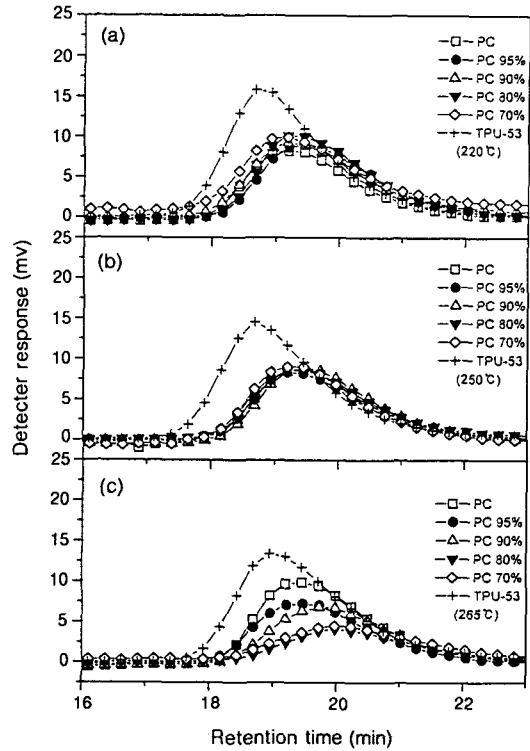 25
(a)
20
15
10
5
0
PC
PC 95%
PC 90%
PC 80%
PC 70%
TPU-53
(220℃)
25
(b)
20
15
10
5
0
PC
PC 95%
PC 90%
PC 80%
PC 70%
TPU-53
(250℃)
25
(c)
20
15
10
5
0
PC
PC 95%
PC 90%
PC 80%
PC 70%
TPU-53
(265℃)
Detecter response (mv)
16 18 20 22
Retention time (min)